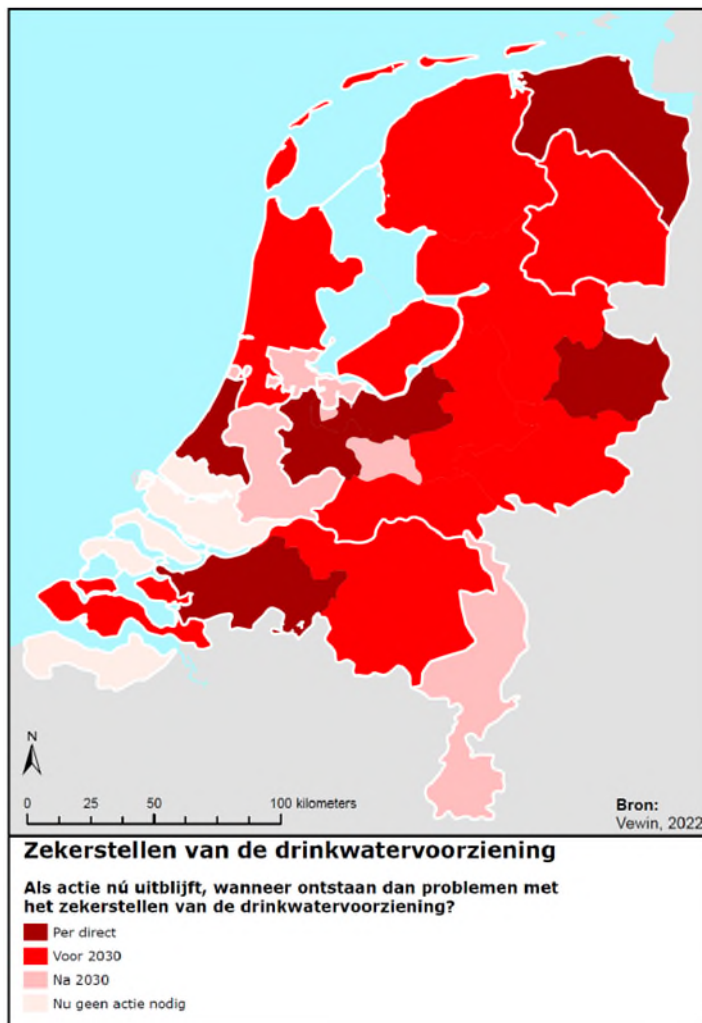 N
0 25 50 100 kilometers
Bron:
Vewin, 2022
Zekerstellen van de drinkwatervoorziening
Als actie nú uitblijft, wanneer ontstaan dan problemen met
het zekerstellen van de drinkwatervoorziening?
Per direct
Voor 2030
Na 2030
Nu geen actie nodig